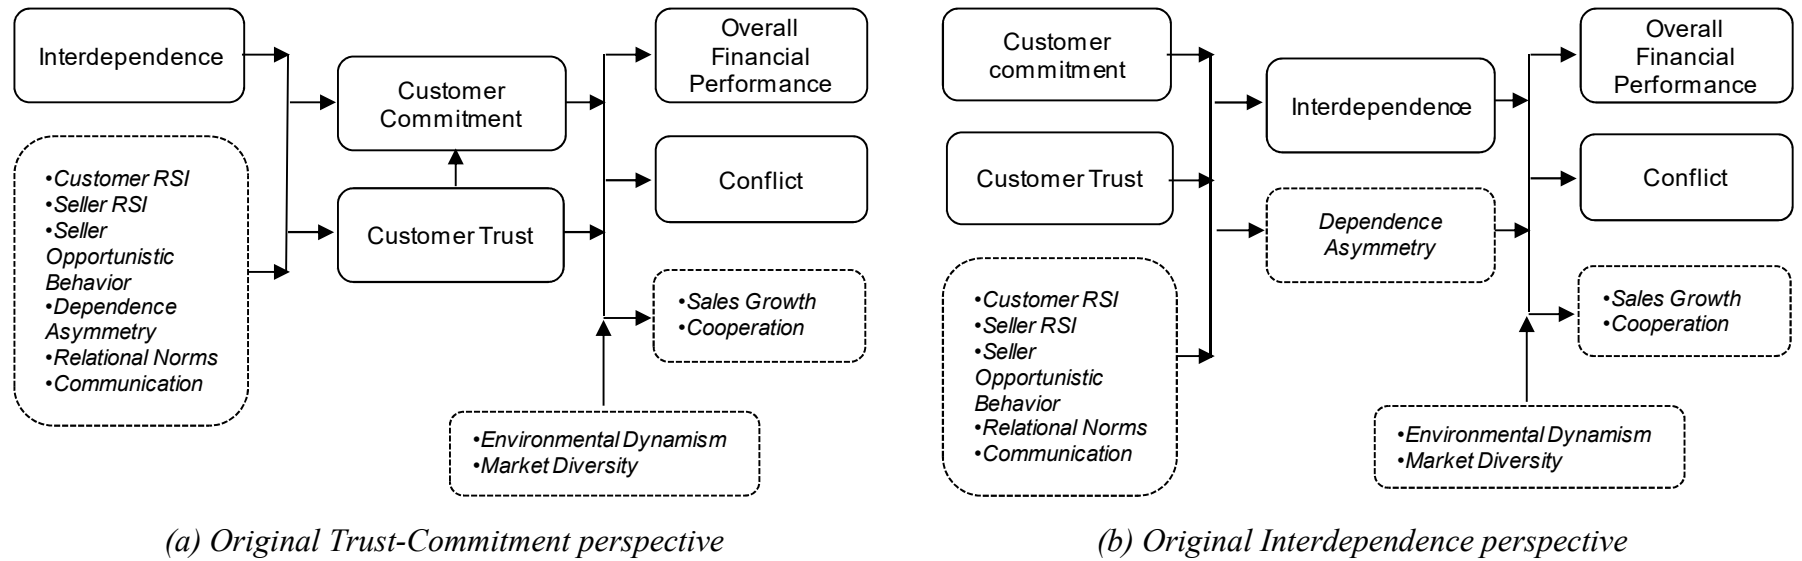 Interdependence
•Customer RSI
•Seller RSI
•Seller
Opportunistic
Behavior
•Dependence
Asymmetry
•Relational Norms
•Communication
Customer
Commitment
Customer Trust
Overall
Financial
Performance
Conflict
•Sales Growth
•Cooperation
•Environmental Dynamism
•Market Diversity
(a) Original Trust-Commitment perspective
Customer
commitment
Customer Trust
•Customer RSI
•Seller RSI
•Seller
Opportunistic
Behavior
•Relational Norms
•Communication
Interdependence
Dependence
Asymmetry
Overall
Financial
Performance
Conflict
•Sales Growth
•Cooperation
•Environmental Dynamism
•Market Diversity
(b) Original Interdependence perspective